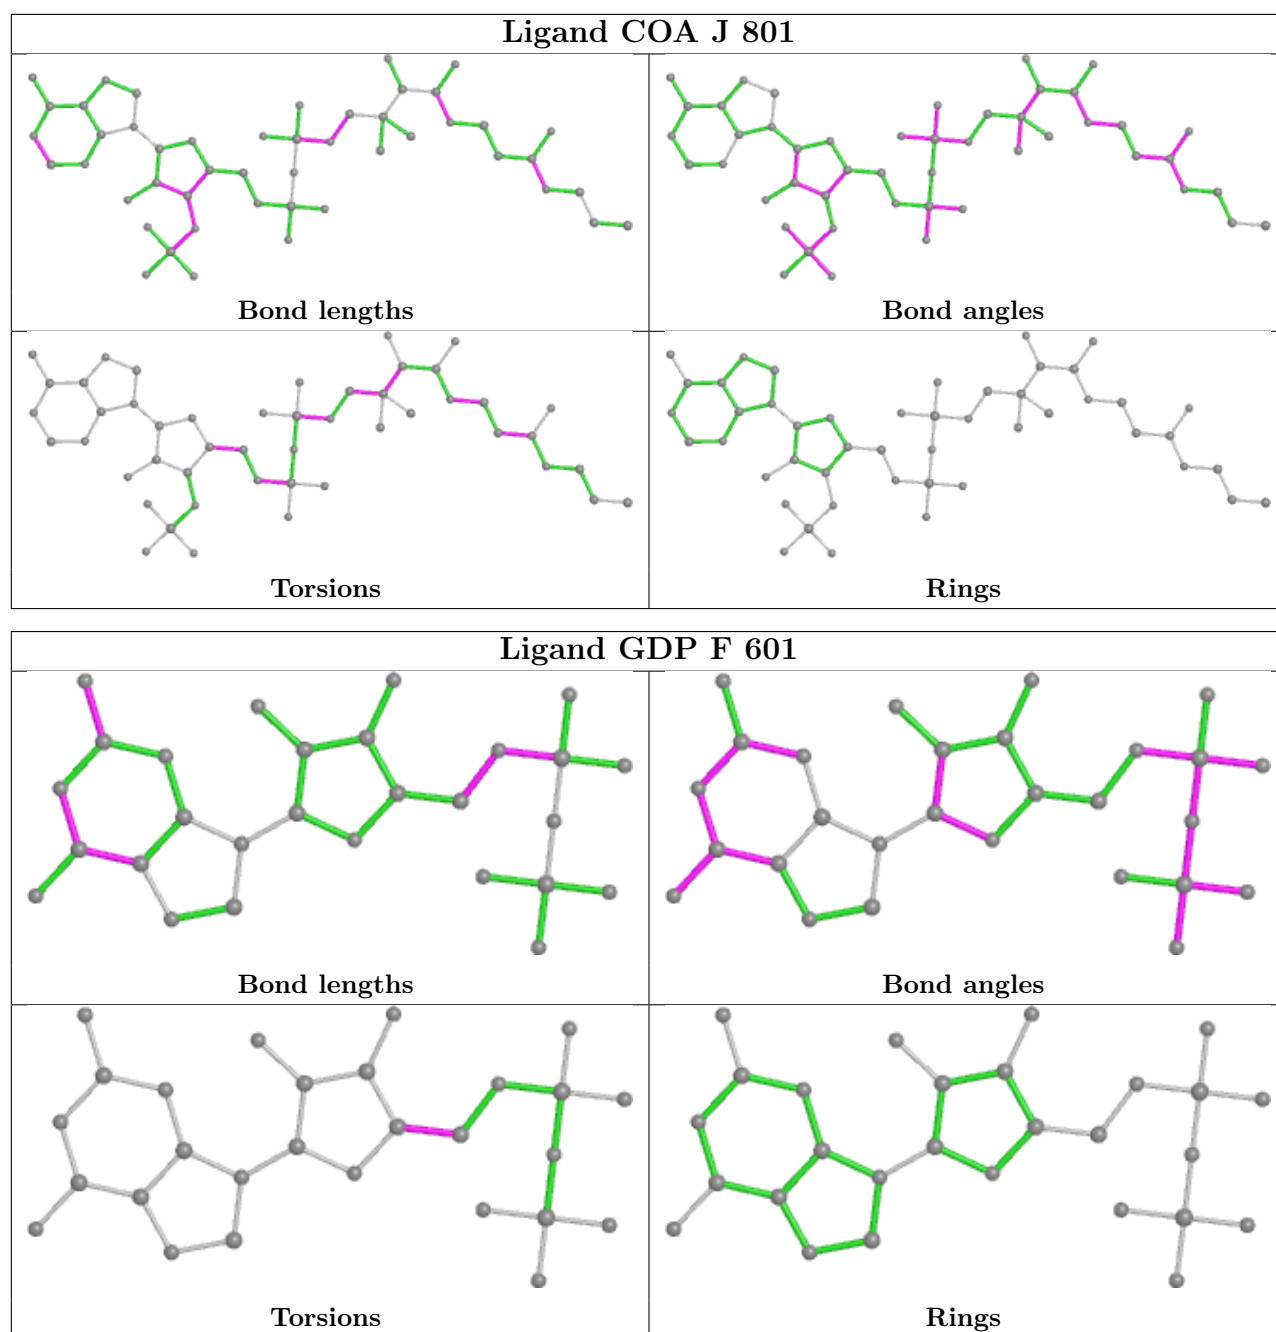 Ligand COA J 801
Bond lengths
Bond angles
Torsions
Rings
Ligand GDP F 601
Bond lengths
Bond angles
Torsions
Rings